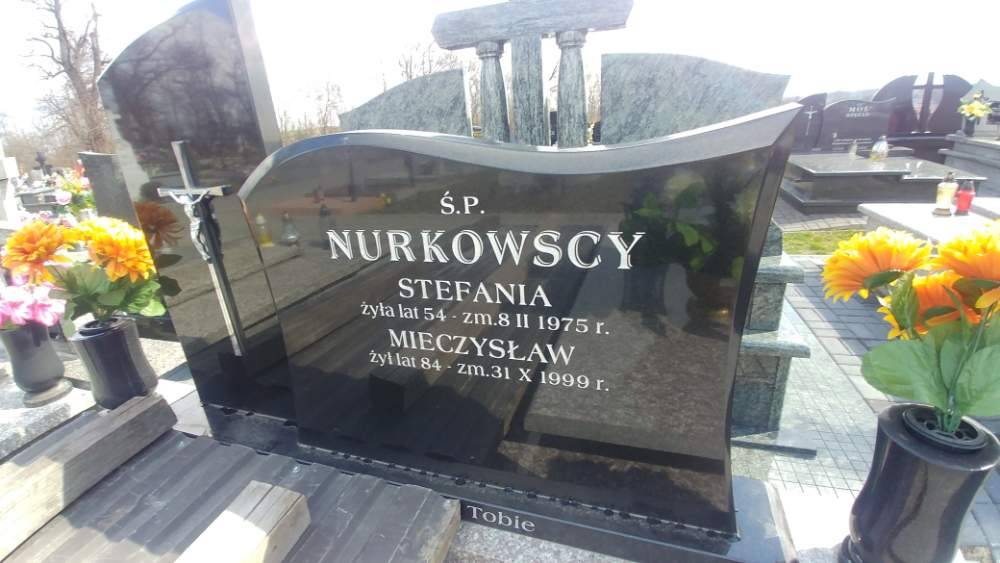 Ś.P.
NURKOWSCY
STEFANIA
żyła lat 54 - zm. 8 II 1975 r.
MIECZYSŁAW
żył lat 84 - zm. 31 X 1999 r.
Tobie